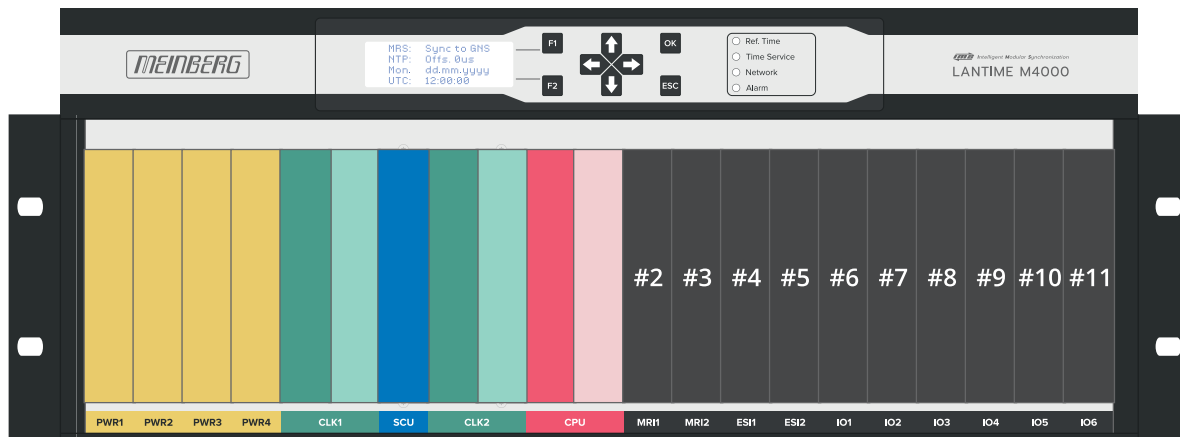 MEINBERG
MRS: Sync to GNS
NTP: Offs. 0us
Mon. dd.mm.yyyy
UTC: 12:00:00
F1
F2
OK
ESC
Ref. Time
Time Service
Network
Alarm
ims Intelligent Modular Synchronization
LANTIME M4000
#2 #3 #4 #5 #6 #7 #8 #9 #10 #11
PWR1 PWR2 PWR3 PWR4 CLK1 SCU CLK2 CPU MRI1 MRI2 ESI1 ESI2 IO1 IO2 IO3 IO4 IO5 IO6